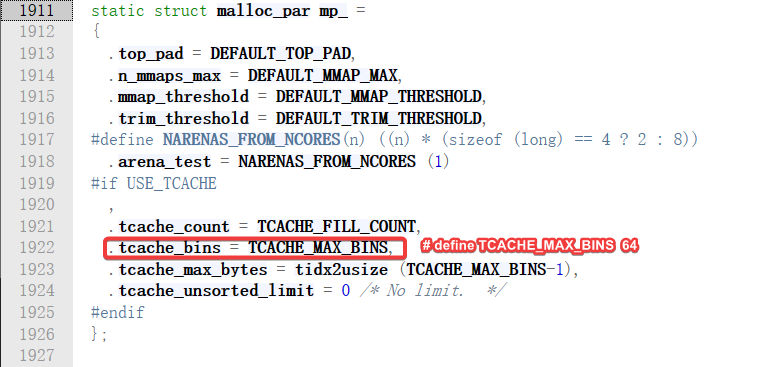 1911 static struct malloc_par mp_ =
1912 {
1913 .top_pad = DEFAULT_TOP_PAD,
1914 .n_mmaps_max = DEFAULT_MMAP_MAX,
1915 .mmap_threshold = DEFAULT_MMAP_THRESHOLD,
1916 .trim_threshold = DEFAULT_TRIM_THRESHOLD,
1917 #define NARENAS_FROM_NCORES(n) ((n) * (sizeof (long) == 4 ? 2 : 8))
1918 .arena_test = NARENAS_FROM_NCORES (1)
1919 #if USE_TCACHE
1920 ,
1921 .tcache_count = TCACHE_FILL_COUNT,
1922 .tcache_bins = TCACHE_MAX_BINS, # define TCACHE_MAX_BINS 64
1923 .tcache_max_bytes = tidx2usize (TCACHE_MAX_BINS-1),
1924 .tcache_unsorted_limit = 0 /* No limit. */
1925 #endif
1926 };
1927